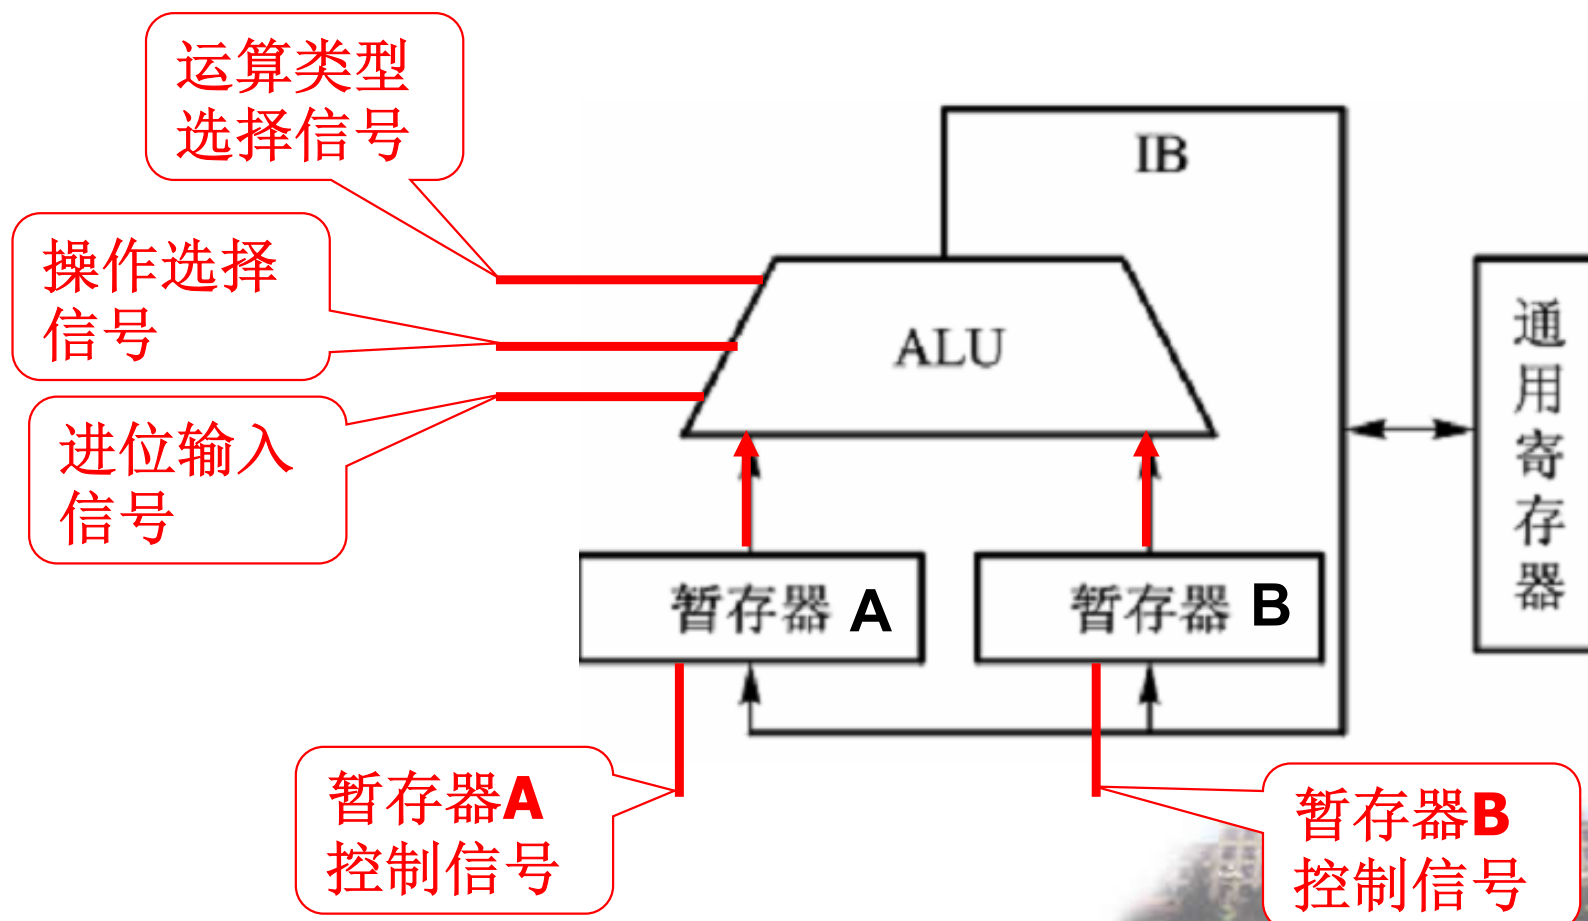 运算类型
选择信号
IB
操作选择
信号
ALU
通用寄存器
进位输入
信号
暂存器 A
暂存器 B
暂存器A
控制信号
暂存器B
控制信号